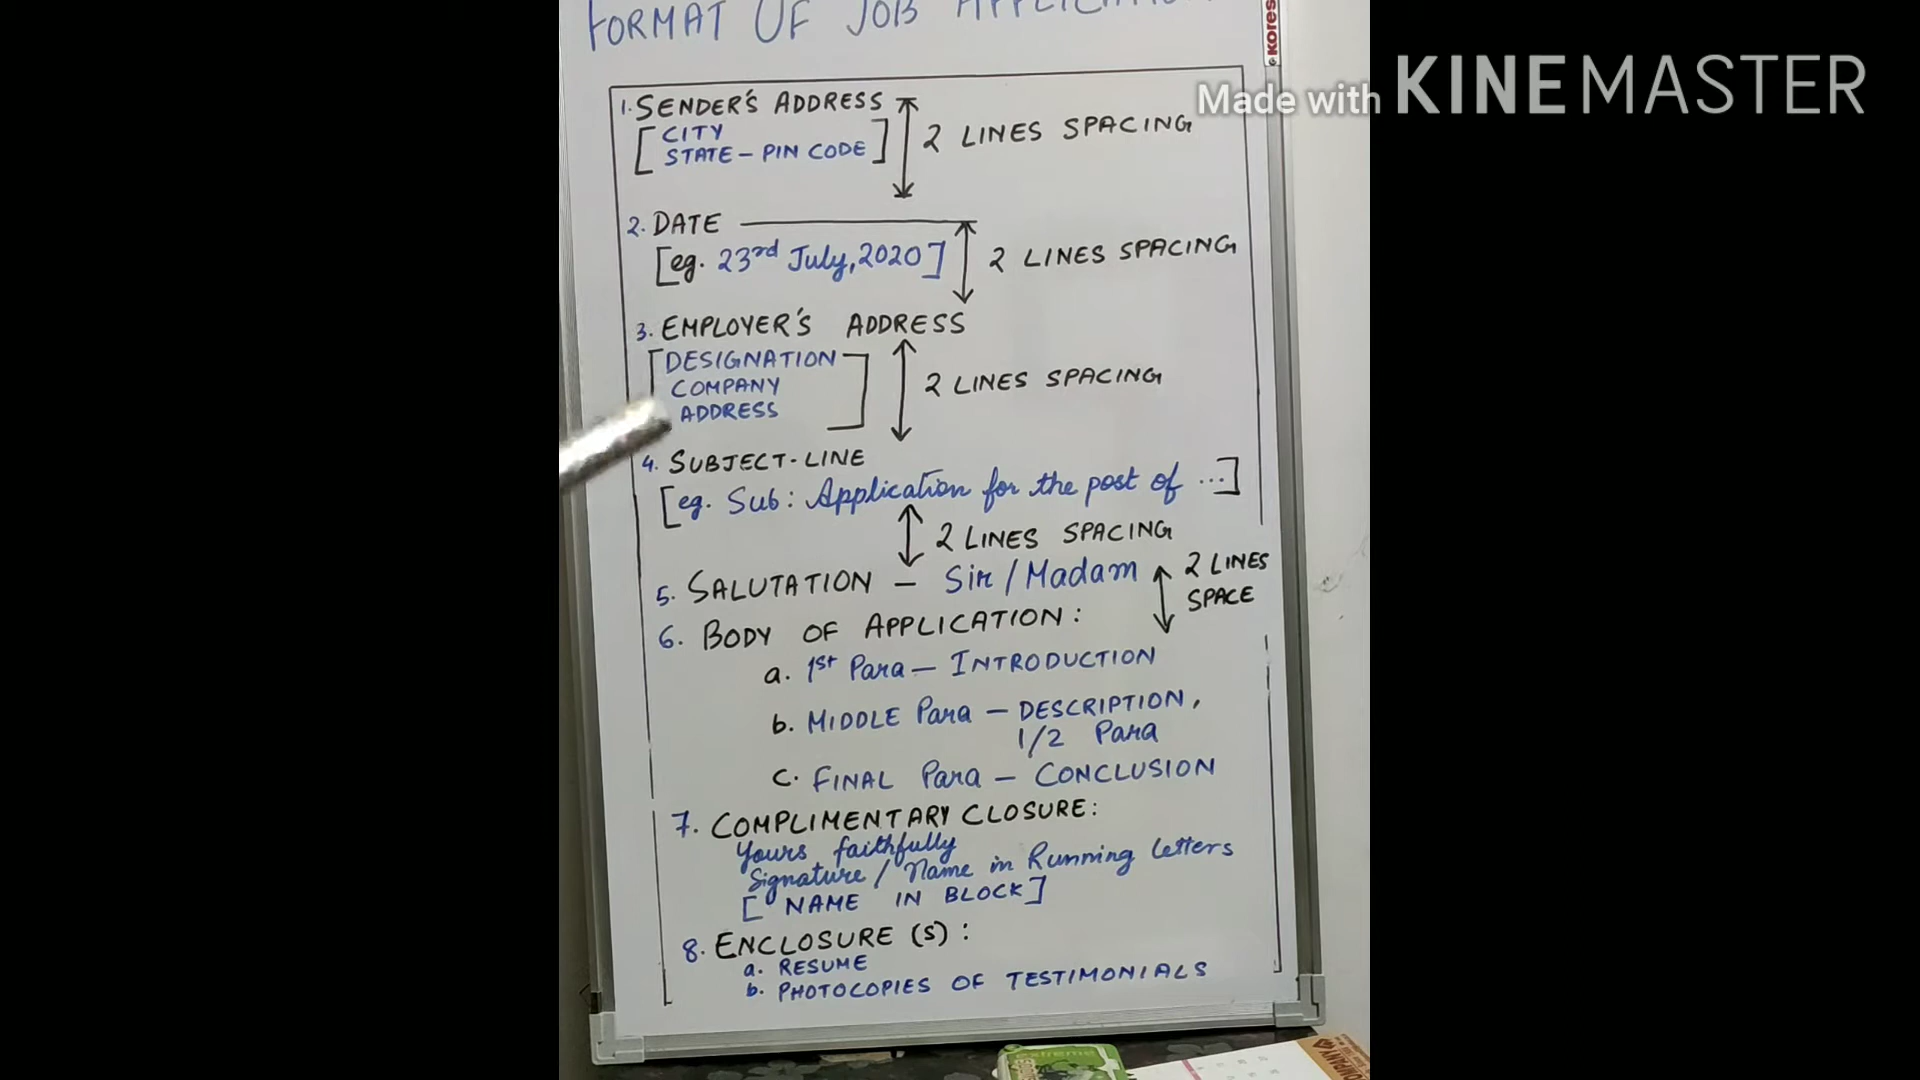 FORMAT OF JOB APPLICATION
Kores
Made with KINEMASTER
1. SENDER'S ADDRESS
[CITY
STATE - PIN CODE]
2 LINES SPACING
2. DATE
[eg. 23rd July, 2020]
2 LINES SPACING
3. EMPLOYER'S ADDRESS
[DESIGNATION
COMPANY
ADDRESS]
2 LINES SPACING
4. SUBJECT-LINE
[eg. Sub: Application for the post of ...]
2 LINES SPACING
5. SALUTATION - Sir/Madam
2 LINES
SPACE
6. BODY OF APPLICATION:
a. 1st Para - INTRODUCTION
b. MIDDLE Para - DESCRIPTION,
1/2 Para
c. FINAL Para - CONCLUSION
7. COMPLIMENTARY CLOSURE:
Yours faithfully
Signature/Name in Running letters
[NAME IN BLOCK]
8. ENCLOSURE(S):
a. RESUME
b. PHOTOCOPIES OF TESTIMONIALS
extreme